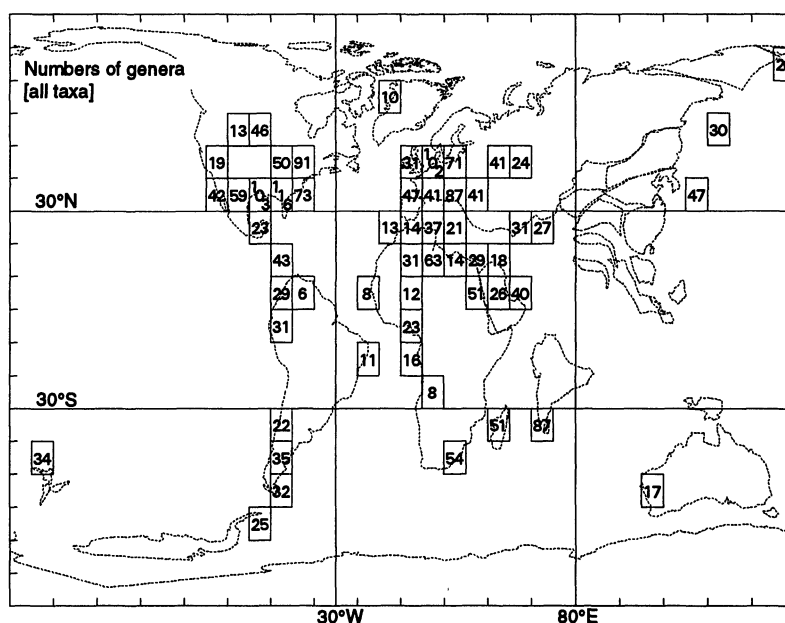 Numbers of genera
[all taxa]
10
13 46 30
19 50 91 31 102 71 41 24
42 59 103 116 73 47 41 87 41 47
30°N
23 13 14 37 21 31 27
43 31 63 14 29 18
29 6 8 12 51 26 40
31 23
11 16
8
30°S
22 51 87
34 35 54
32 17
25
30°W 80°E